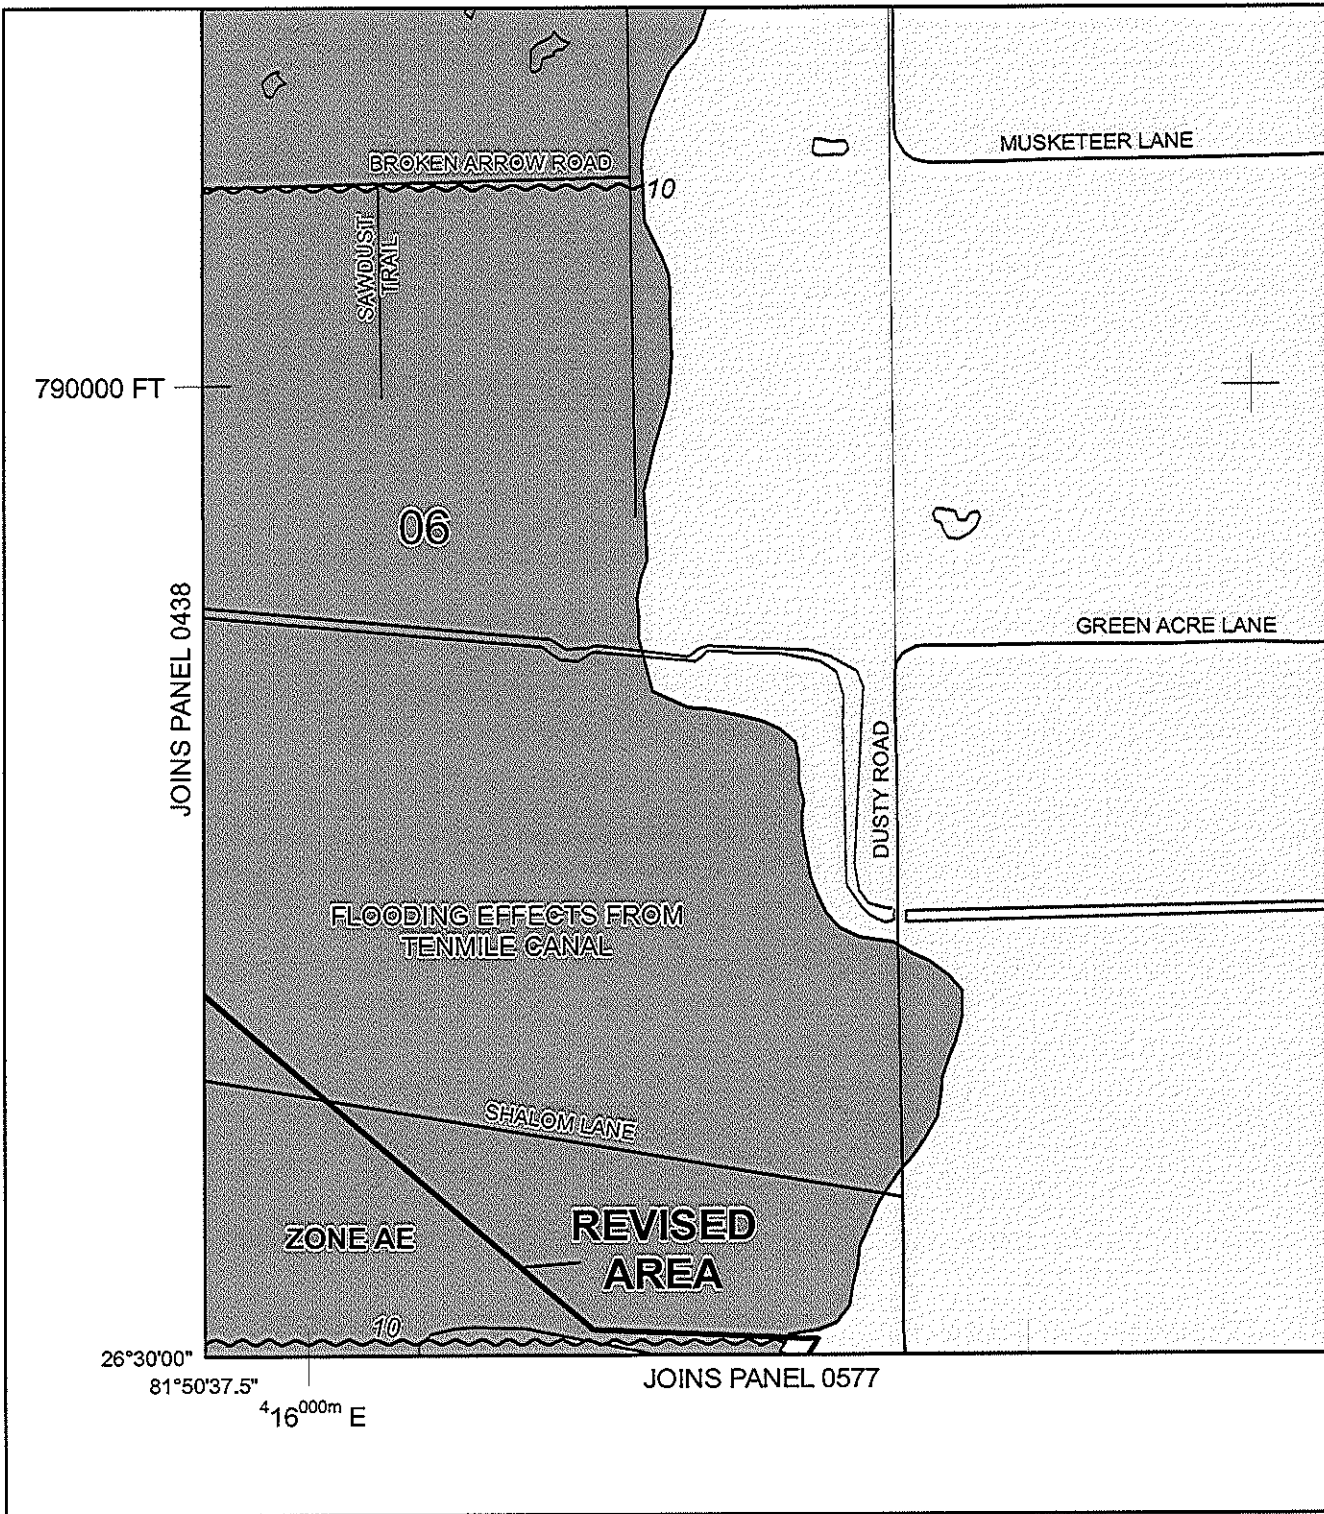 MUSKETEER LANE
BROKEN ARROW ROAD
10
SAWDUST
TRAIL
790000 FT
06
JOINS PANEL 0438
GREEN ACRE LANE
DUSTY ROAD
FLOODING EFFECTS FROM
TENMILE CANAL
SHALOM LANE
ZONE AE
REVISED
AREA
10
26°30'00"
81°50'37.5"
JOINS PANEL 0577
416000m E